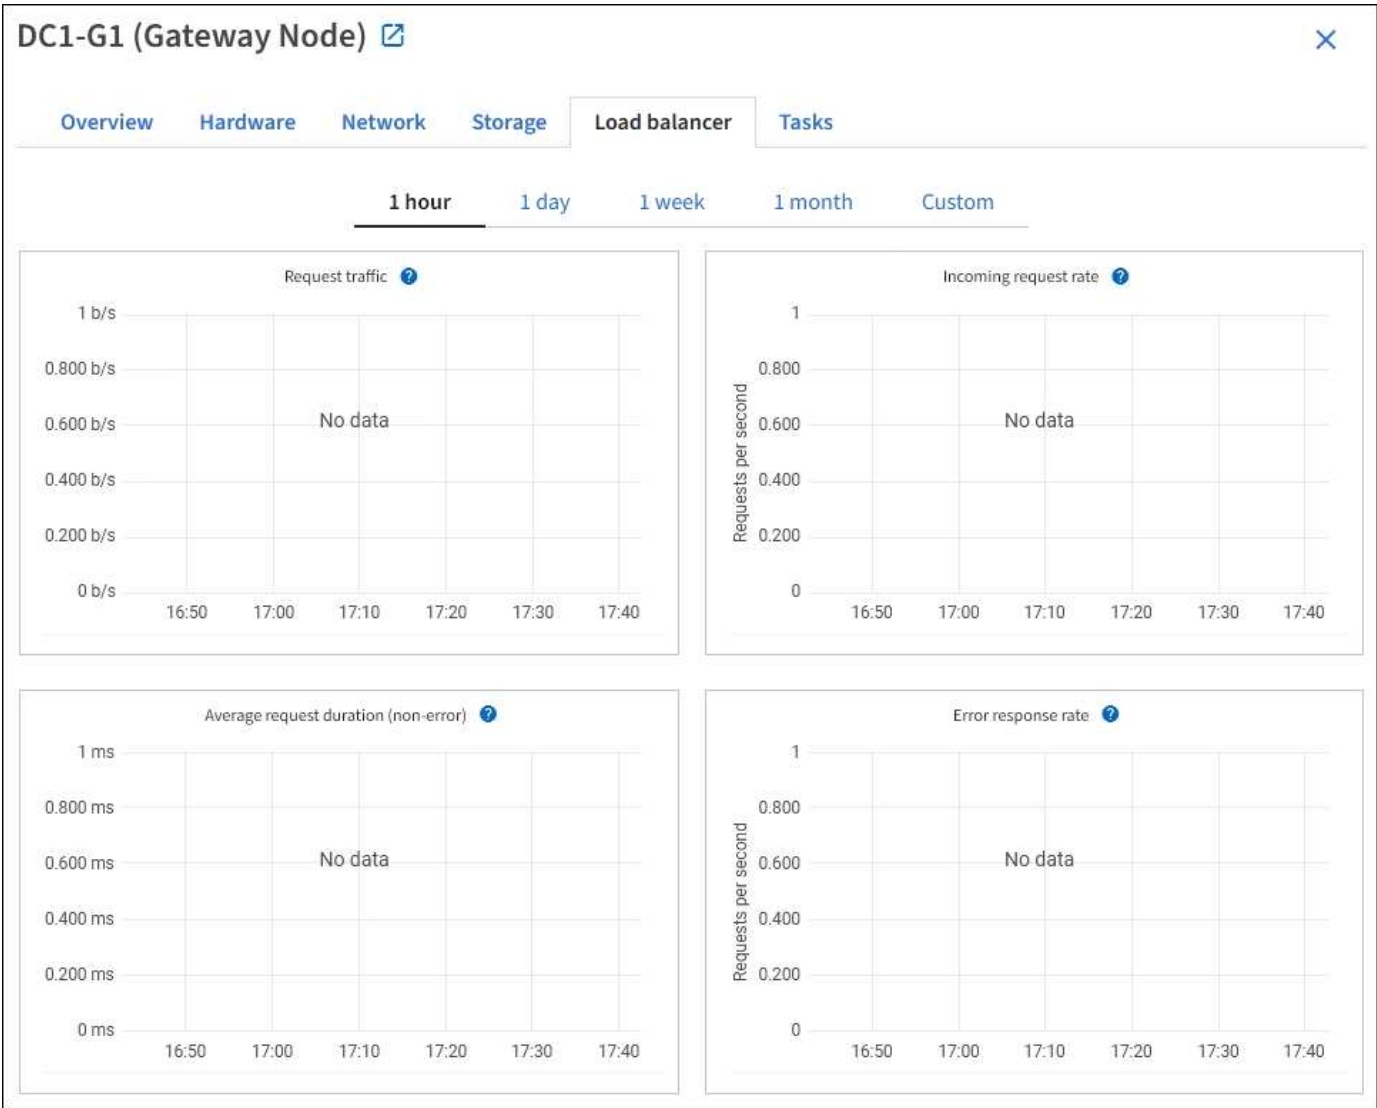 DC1-G1 (Gateway Node)
Overview Hardware Network Storage Load balancer Tasks
1 hour 1 day 1 week 1 month Custom
Request traffic ?
1 b/s
0.800 b/s
0.600 b/s
0.400 b/s
0.200 b/s
0 b/s
No data
16:50 17:00 17:10 17:20 17:30 17:40
Incoming request rate ?
Requests per second
1
0.800
0.600
0.400
0.200
0
No data
16:50 17:00 17:10 17:20 17:30 17:40
Average request duration (non-error) ?
1 ms
0.800 ms
0.600 ms
0.400 ms
0.200 ms
0 ms
No data
16:50 17:00 17:10 17:20 17:30 17:40
Error response rate ?
Requests per second
1
0.800
0.600
0.400
0.200
0
No data
16:50 17:00 17:10 17:20 17:30 17:40